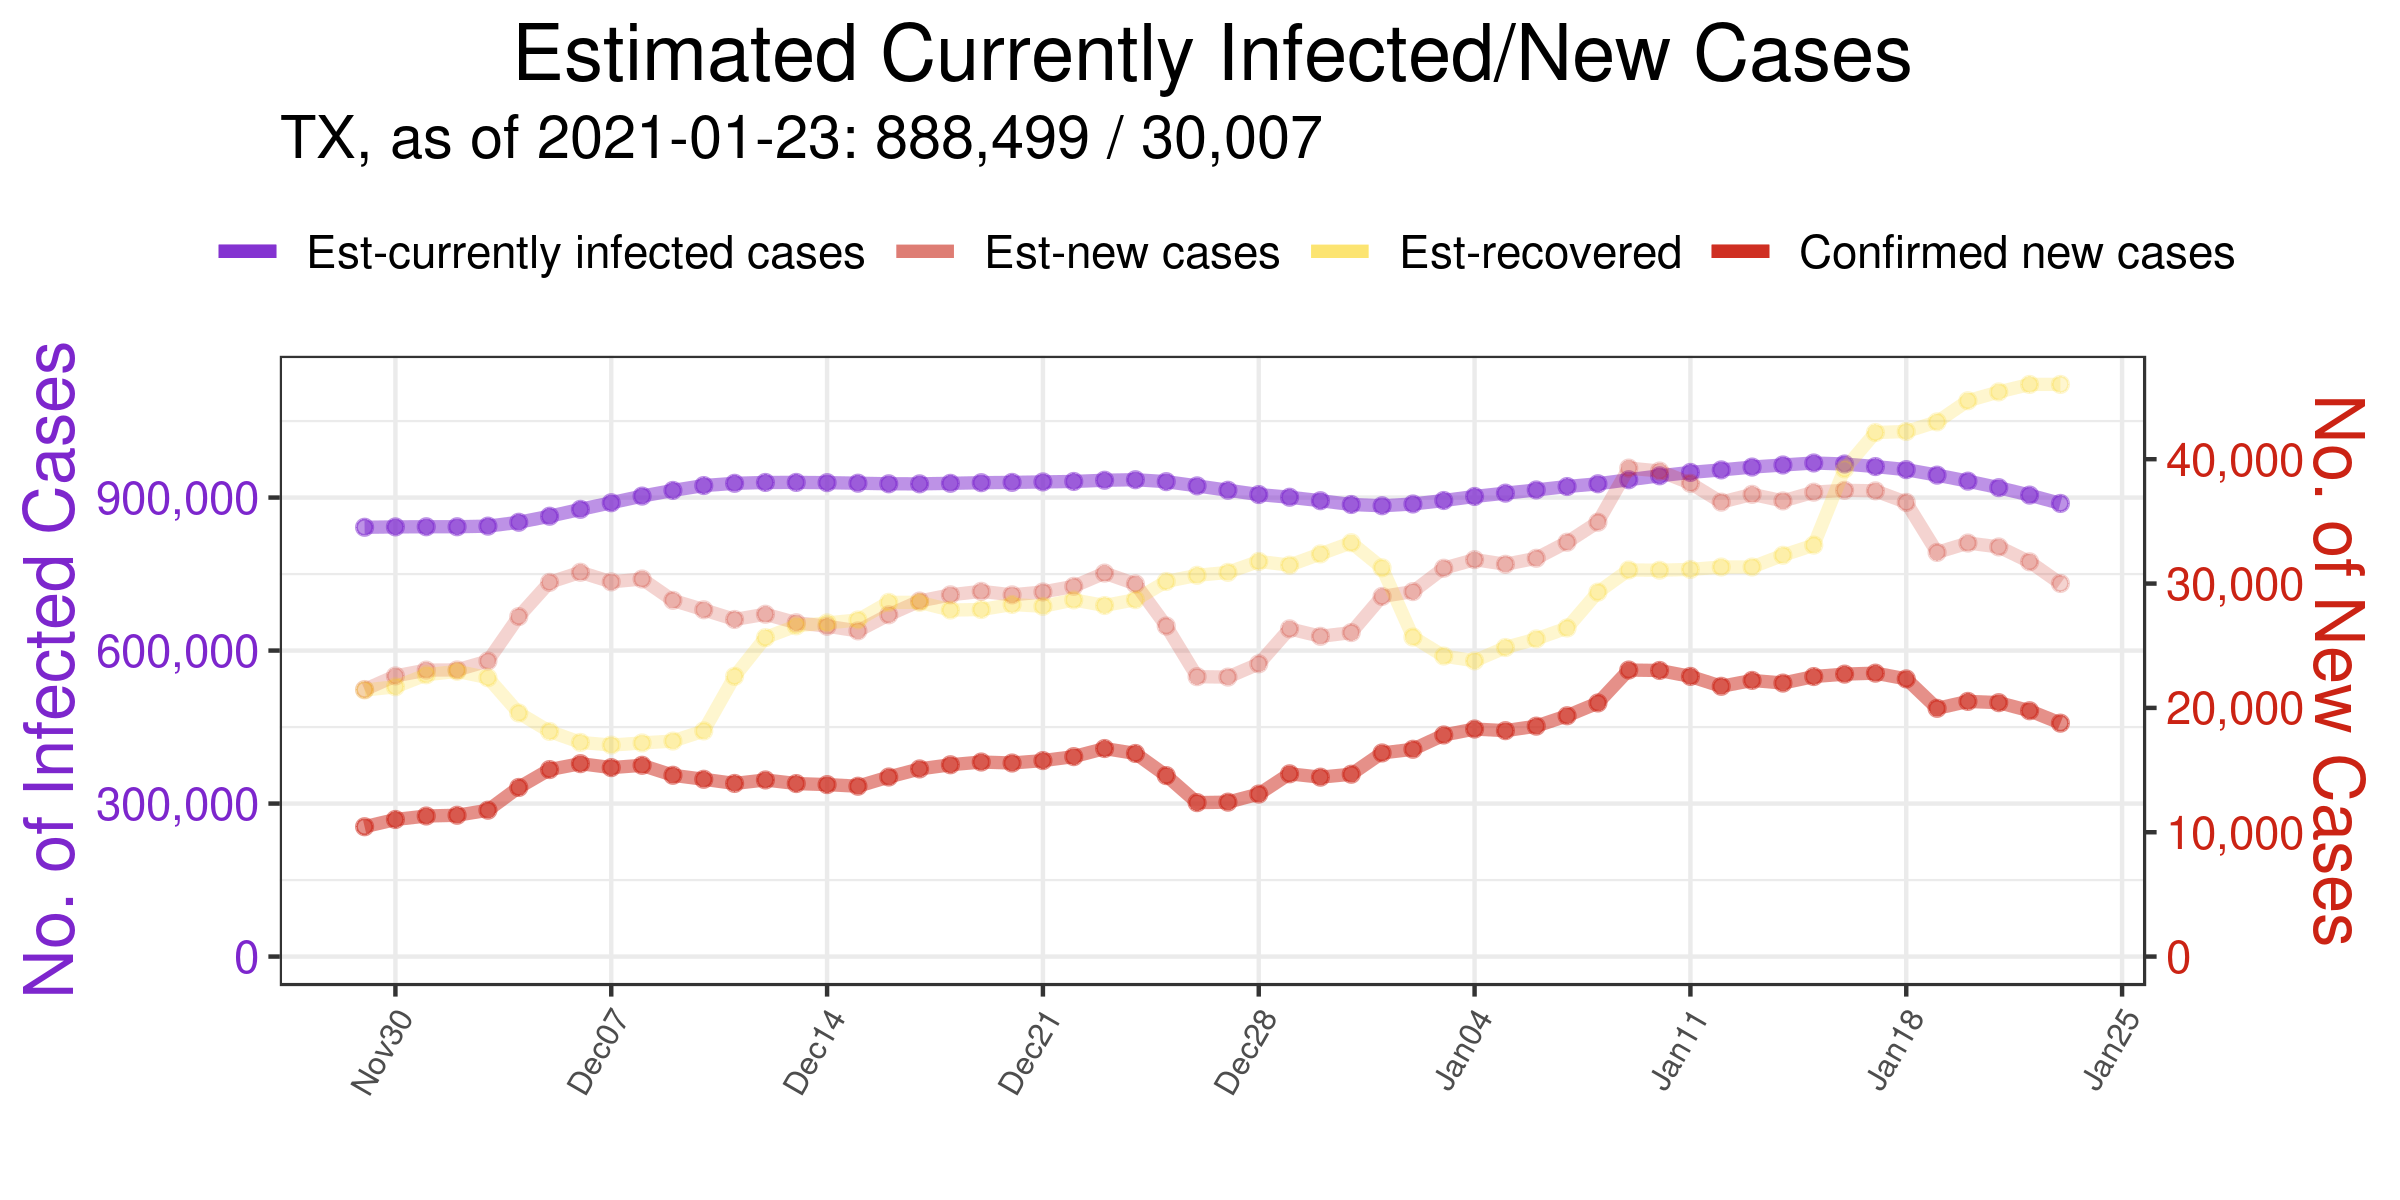 Estimated Currently Infected/New Cases
TX, as of 2021-01-23: 888,499 / 30,007
Est-currently infected cases Est-new cases Est-recovered Confirmed new cases
No. of Infected Cases
900,000
600,000
300,000
0
40,000
30,000
20,000
10,000
0
No. of New Cases
Nov30 Dec07 Dec14 Dec21 Dec28 Jan04 Jan11 Jan18 Jan25